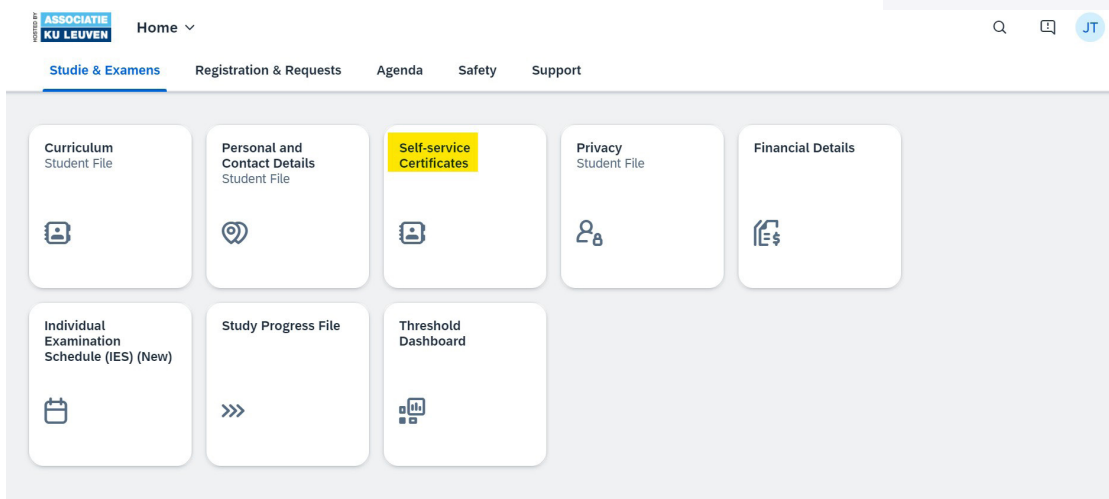 HOSTED BY
ASSOCIATIE
KU LEUVEN
Home
JT
Studie & Examens
Registration & Requests
Agenda
Safety
Support
Curriculum
Student File
Personal and
Contact Details
Student File
Self-service
Certificates
Privacy
Student File
Financial Details
Individual
Examination
Schedule (IES) (New)
Study Progress File
Threshold
Dashboard